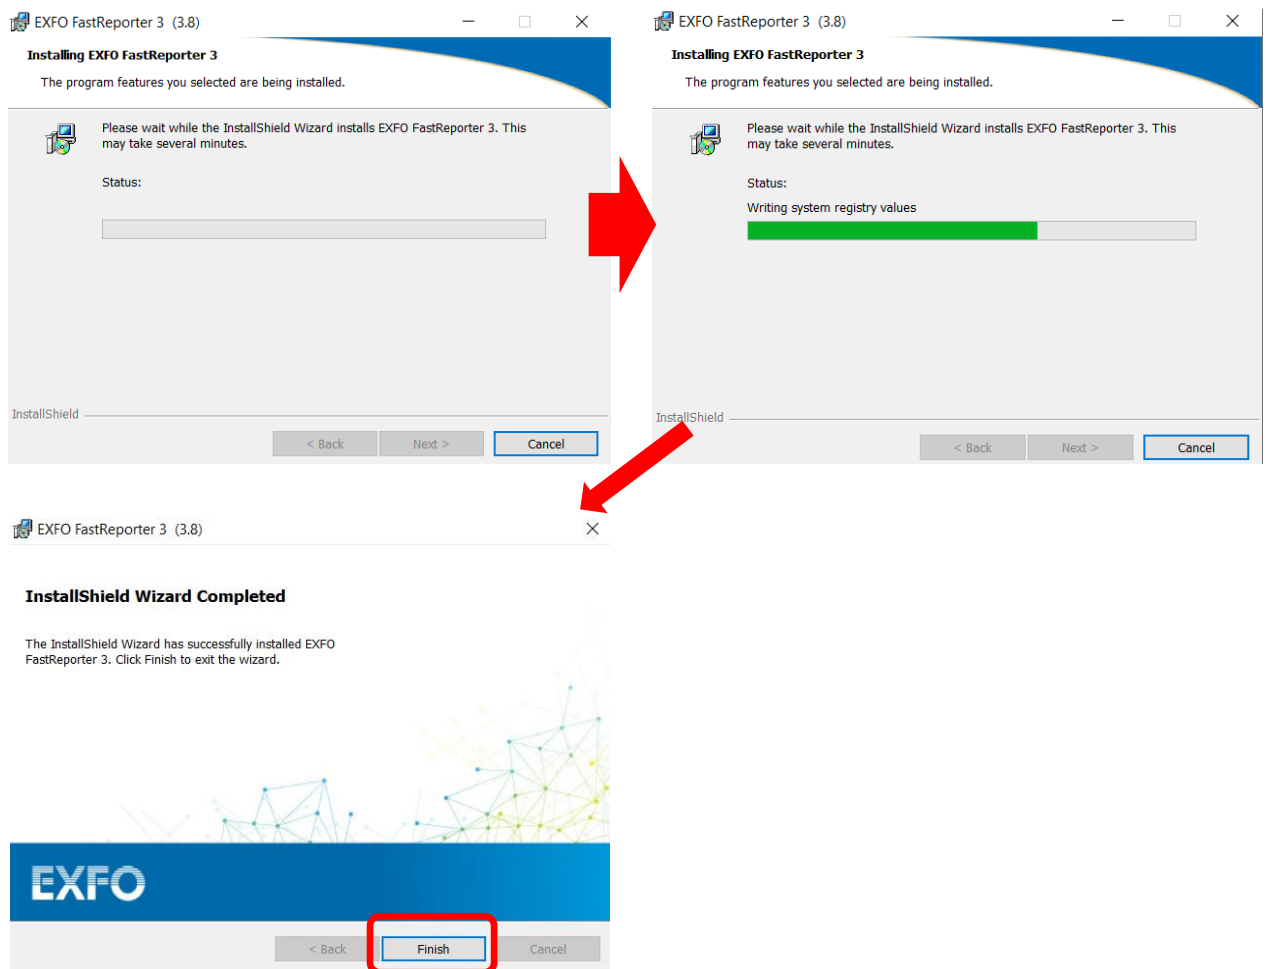 EXFO FastReporter 3 (3.8)
Installing EXFO FastReporter 3
The program features you selected are being installed.
Please wait while the InstallShield Wizard installs EXFO FastReporter 3. This
may take several minutes.
Status:
InstallShield
< Back Next > Cancel
EXFO FastReporter 3 (3.8)
Installing EXFO FastReporter 3
The program features you selected are being installed.
Please wait while the InstallShield Wizard installs EXFO FastReporter 3. This
may take several minutes.
Status:
Writing system registry values
InstallShield
< Back Next > Cancel
EXFO FastReporter 3 (3.8)
InstallShield Wizard Completed
The InstallShield Wizard has successfully installed EXFO
FastReporter 3. Click Finish to exit the wizard.
EXFO
< Back Finish Cancel